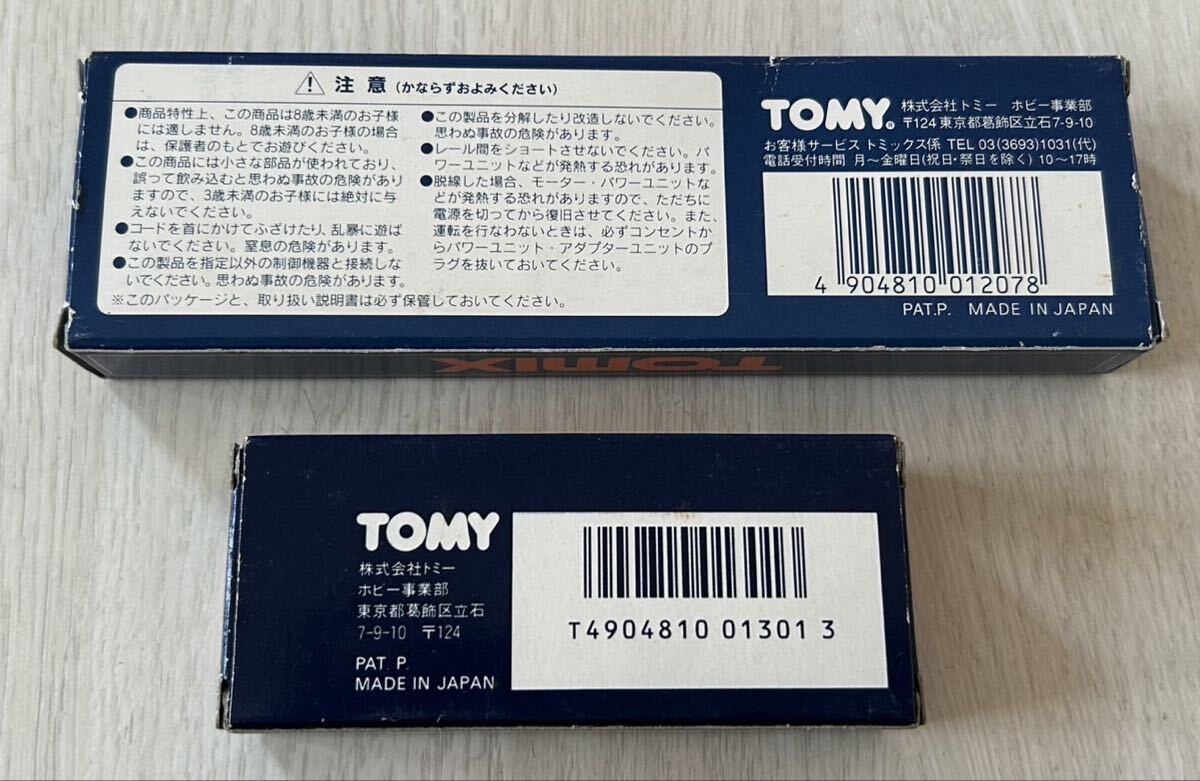 注 意 (かならずおよみください)
●商品特性上、この商品は8歳未満のお子様
には適しません。8歳未満のお子様の場合
は、保護者のもとでお遊びください。
●この商品には小さな部品が使われており、
誤って飲み込むと思わぬ事故の危険があり
ますので、3歳未満のお子様には絶対に与
えないでください。
●コードを首にかけてふざけたり、乱暴に遊ば
ないでください。窒息の危険があります。
●この製品を指定以外の制御機器と接続しな
いでください。思わぬ事故の危険があります。
●この製品を分解したり改造しないでください。
思わぬ事故の危険があります。
●レール間をショートさせないでください。パ
ワーユニットなどが発熱する恐れがあります。
●脱線した場合、モーター・パワーユニットな
どが発熱する恐れがありますので、ただちに
電源を切ってから復旧させてください。また、
運転を行なわないときは、必ずコンセントか
らパワーユニット・アダプターユニットのプ
ラグを抜いておいてください。
※このパッケージと、取り扱い説明書は必ず保管しておいてください。
TOMY®
株式会社トミー ホビー事業部
〒124 東京都葛飾区立石7-9-10
お客様サービス トミックス係 TEL 03(3693)1031(代)
電話受付時間 月〜金曜日(祝日・祭日を除く) 10〜17時
4 904810 012078
PAT.P. MADE IN JAPAN
TOMIX
TOMY
株式会社トミー
ホビー事業部
東京都葛飾区立石
7-9-10 〒124
PAT. P.
MADE IN JAPAN
T4904810 01301 3